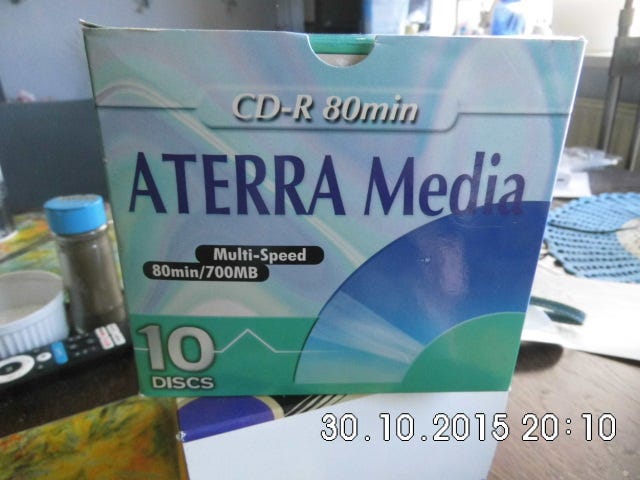 CD-R 80min
ATERRA Media
Multi-Speed
80min/700MB
10
DISCS
30.10.2015 20:10